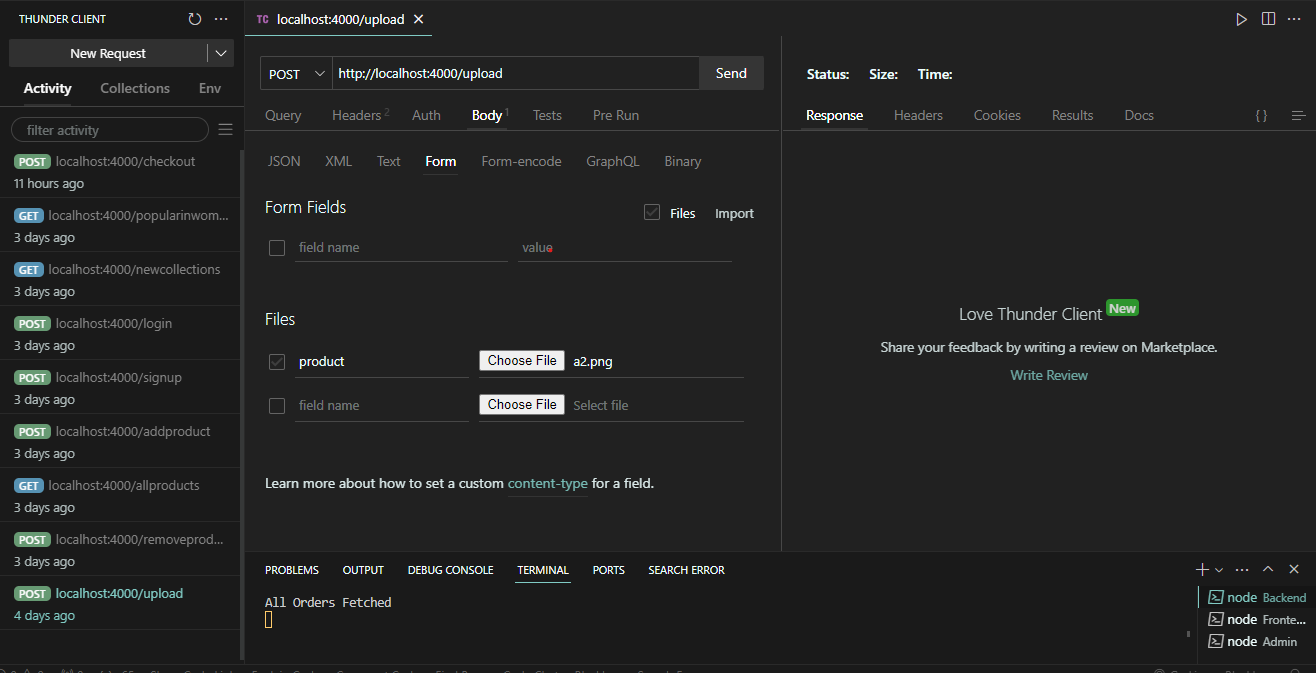 THUNDER CLIENT
New Request
Activity Collections Env
filter activity
POST localhost:4000/checkout
11 hours ago
GET localhost:4000/popularinwom...
3 days ago
GET localhost:4000/newcollections
3 days ago
POST localhost:4000/login
3 days ago
POST localhost:4000/signup
3 days ago
POST localhost:4000/addproduct
3 days ago
GET localhost:4000/allproducts
3 days ago
POST localhost:4000/removeprod...
3 days ago
POST localhost:4000/upload
4 days ago
TC localhost:4000/upload
POST http://localhost:4000/upload Send
Query Headers 2 Auth Body 1 Tests Pre Run
JSON XML Text Form Form-encode GraphQL Binary
Form Fields Files Import
field name value
Files
product Choose File a2.png
field name Choose File Select file
Learn more about how to set a custom content-type for a field.
Status: Size: Time:
Response Headers Cookies Results Docs {}
Love Thunder Client New
Share your feedback by writing a review on Marketplace.
Write Review
PROBLEMS OUTPUT DEBUG CONSOLE TERMINAL PORTS SEARCH ERROR
All Orders Fetched
node Backend
node Fronte...
node Admin